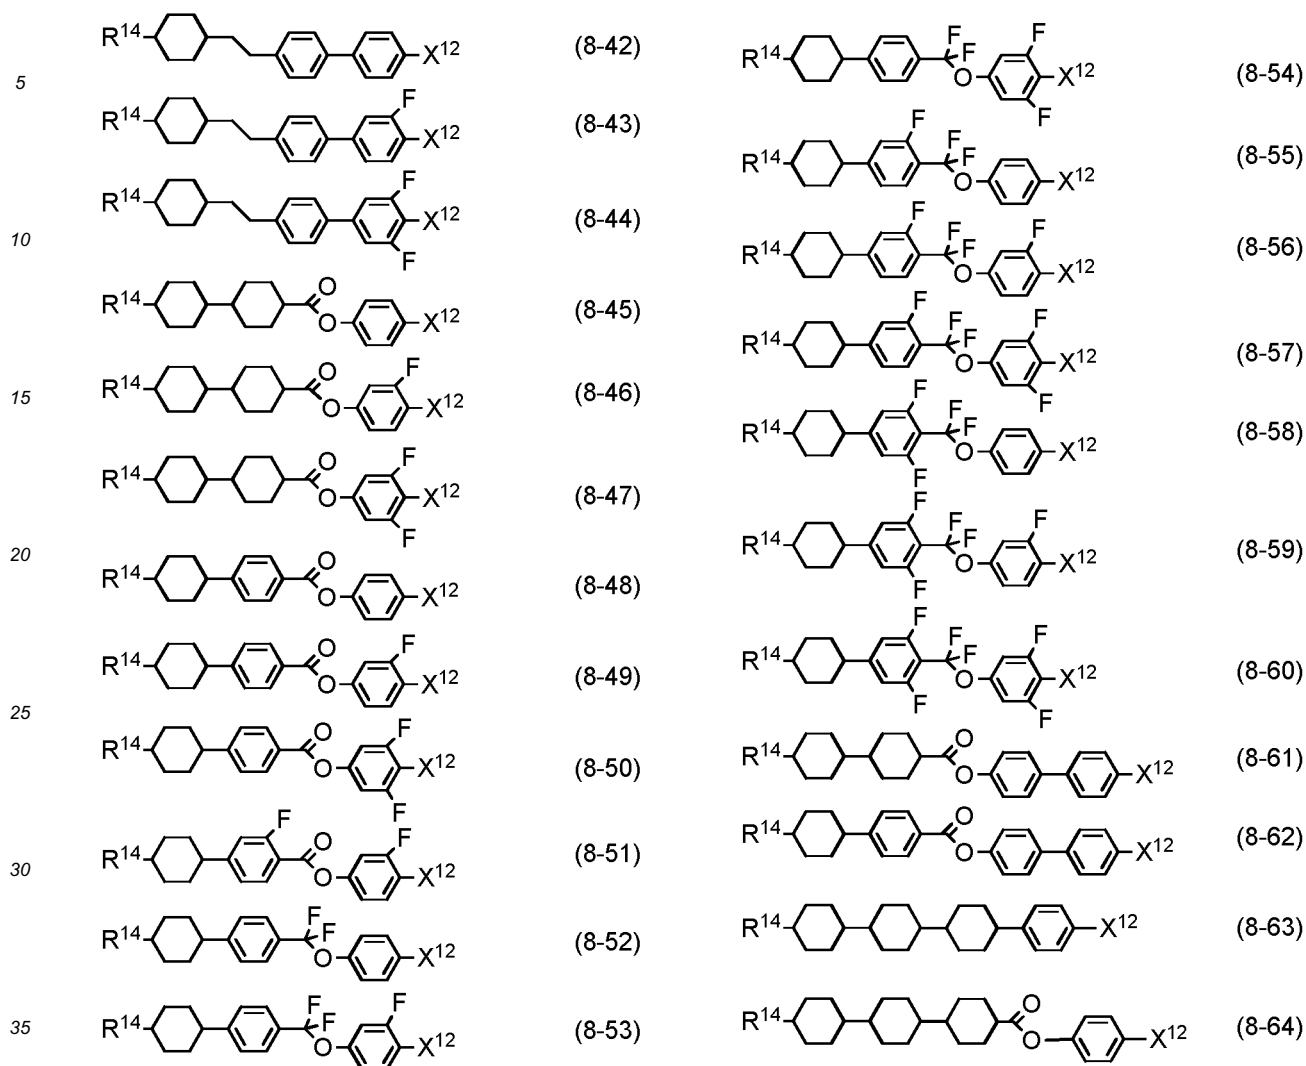 R¹⁴ X¹² (8-42)
5
F
R¹⁴ X¹² (8-43)
F
R¹⁴ X¹² (8-44)
F
10
O
R¹⁴ O X¹² (8-45)
O F
R¹⁴ O X¹² (8-46)
15
O F
R¹⁴ O X¹² (8-47)
F
20
O
R¹⁴ O X¹² (8-48)
O F
R¹⁴ O X¹² (8-49)
25
O F
R¹⁴ O X¹² (8-50)
F
F O F
R¹⁴ O X¹² (8-51)
30
F F
R¹⁴ O X¹² (8-52)
F F F
R¹⁴ O X¹² (8-53)
35
F F F
R¹⁴ O X¹² (8-54)
F
F F F
R¹⁴ O X¹² (8-55)
F F F F
R¹⁴ O X¹² (8-56)
F F F F
R¹⁴ O X¹² (8-57)
F
F F F
R¹⁴ O X¹² (8-58)
F
F F F F
R¹⁴ O X¹² (8-59)
F
F F F F
R¹⁴ O X¹² (8-60)
F F
O
R¹⁴ O X¹² (8-61)
O
R¹⁴ O X¹² (8-62)
R¹⁴ X¹² (8-63)
O
R¹⁴ O X¹² (8-64)